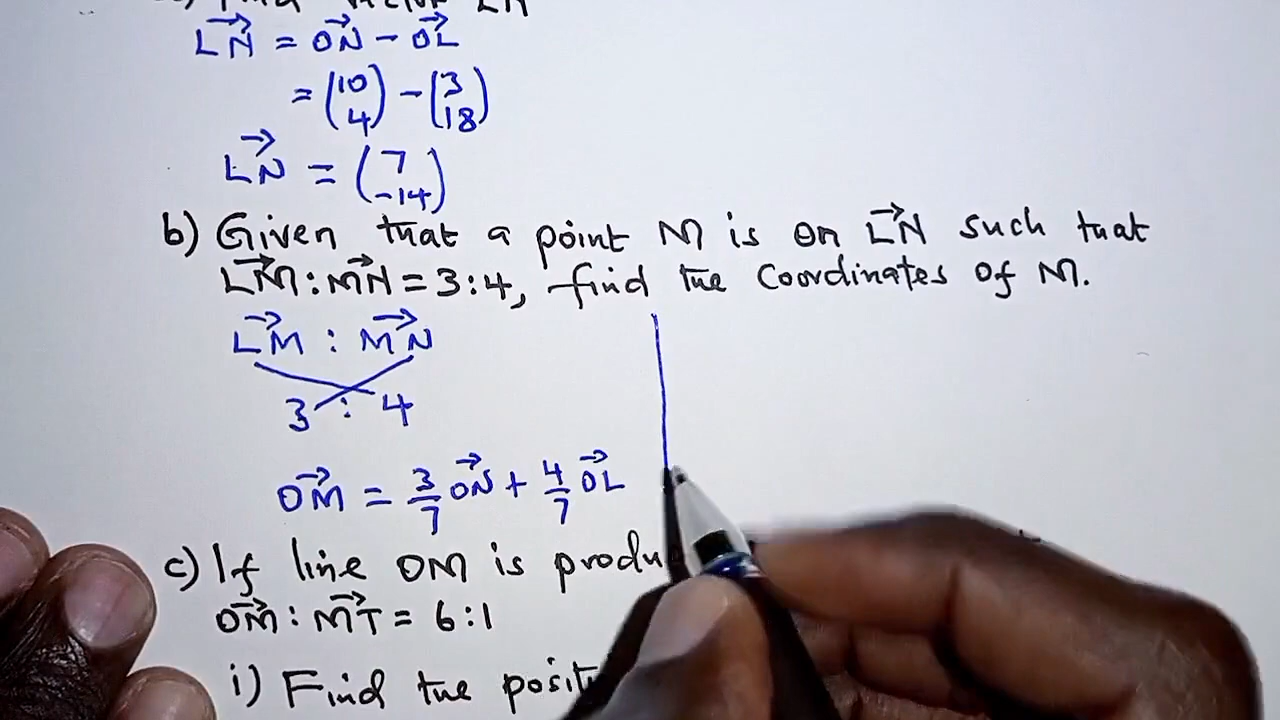 LN = ON - OL
= (10 4) - (3 18)
LN = (7 -14)
b) Given that a point M is on LN such that
LM : MN = 3:4, find the coordinates of M.
LM : MN
3 : 4
OM = 3/7 ON + 4/7 OL
c) If line OM is
OM : MT = 6:1
i) Find the